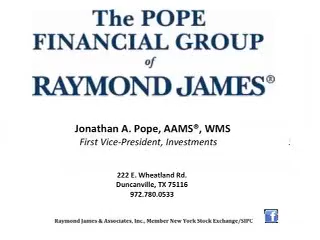 The POPE
FINANCIAL GROUP
of
RAYMOND JAMES®
Jonathan A. Pope, AAMS®, WMS
First Vice-President, Investments
222 E. Wheatland Rd.
Duncanville, TX 75116
972.780.0533
Raymond James & Associates, Inc., Member New York Stock Exchange/SIPC